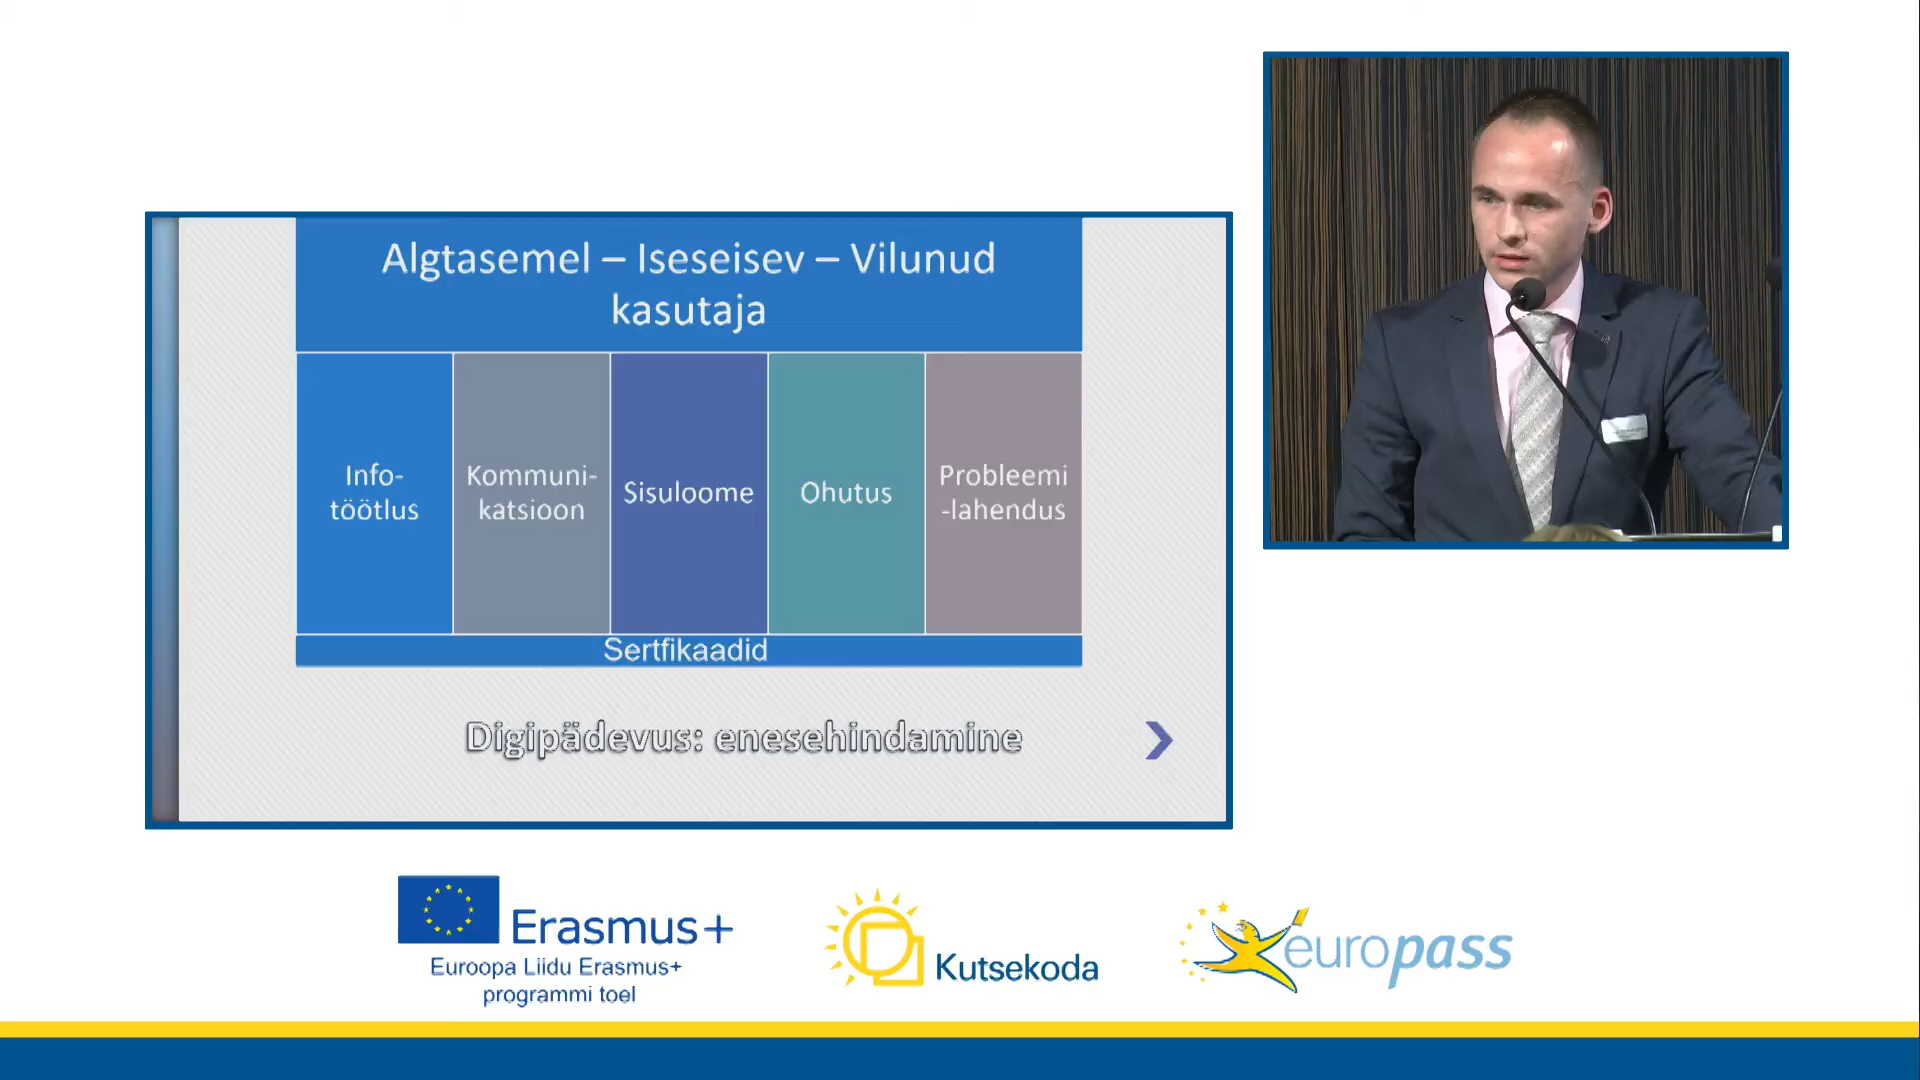 Algtasemel – Iseseisev – Vilunud
kasutaja
Info-
töötlus
Kommuni-
katsioon
Sisuloome
Ohutus
Probleemi
-lahendus
Sertfikaadid
Digipädevus: enesehindamine
Erasmus+
Euroopa Liidu Erasmus+
programmi toel
Kutsekoda
europass